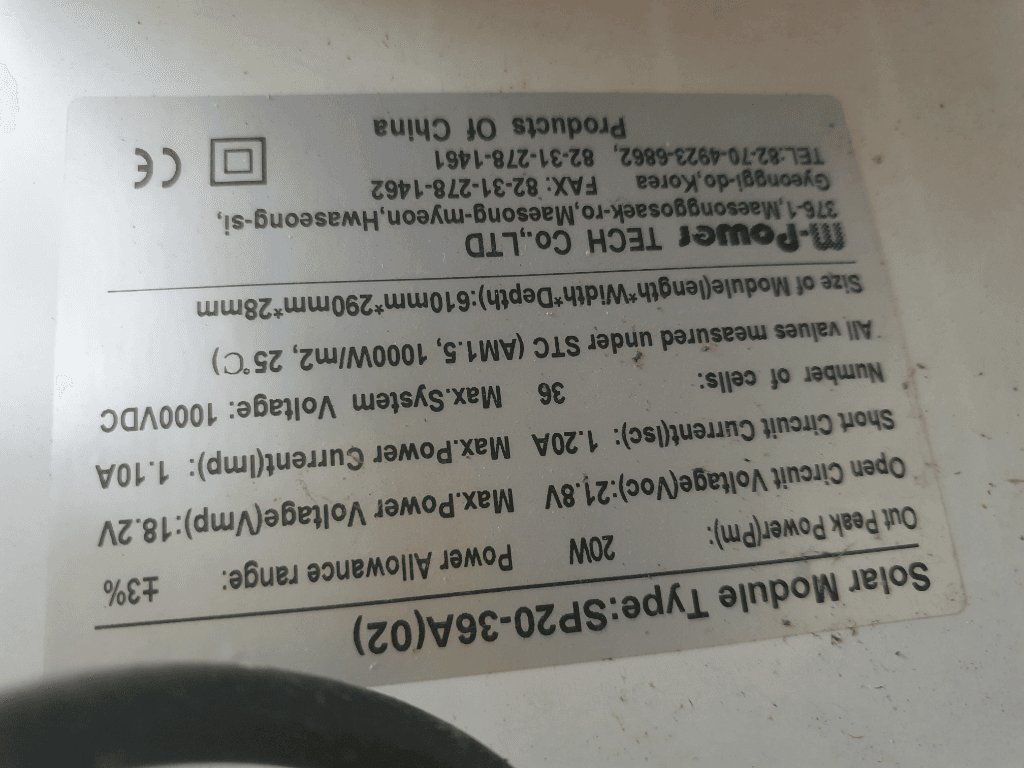 Solar Module Type:SP20-36A(02)
Out Peak Power(Pm): 20W Power Allowance range: ±3%
Open Circuit Voltage(Voc):21.8V Max.Power Voltage(Vmp):18.2V
Short Circuit Current(Isc): 1.20A Max.Power Current(Imp): 1.10A
Number of cells: 36 Max.System Voltage: 1000VDC
All values measured under STC (AM1.5, 1000W/m2, 25℃)
Size of Module(length*Width*Depth):610mm*290mm*28mm
m-Power TECH Co.,LTD
376-1,Maesonggosaek-ro,Maesong-myeon,Hwaseong-si,
Gyeonggi-do,Korea FAX: 82-31-278-1462
TEL:82-70-4923-6862, 82-31-278-1461
Products Of China
CE